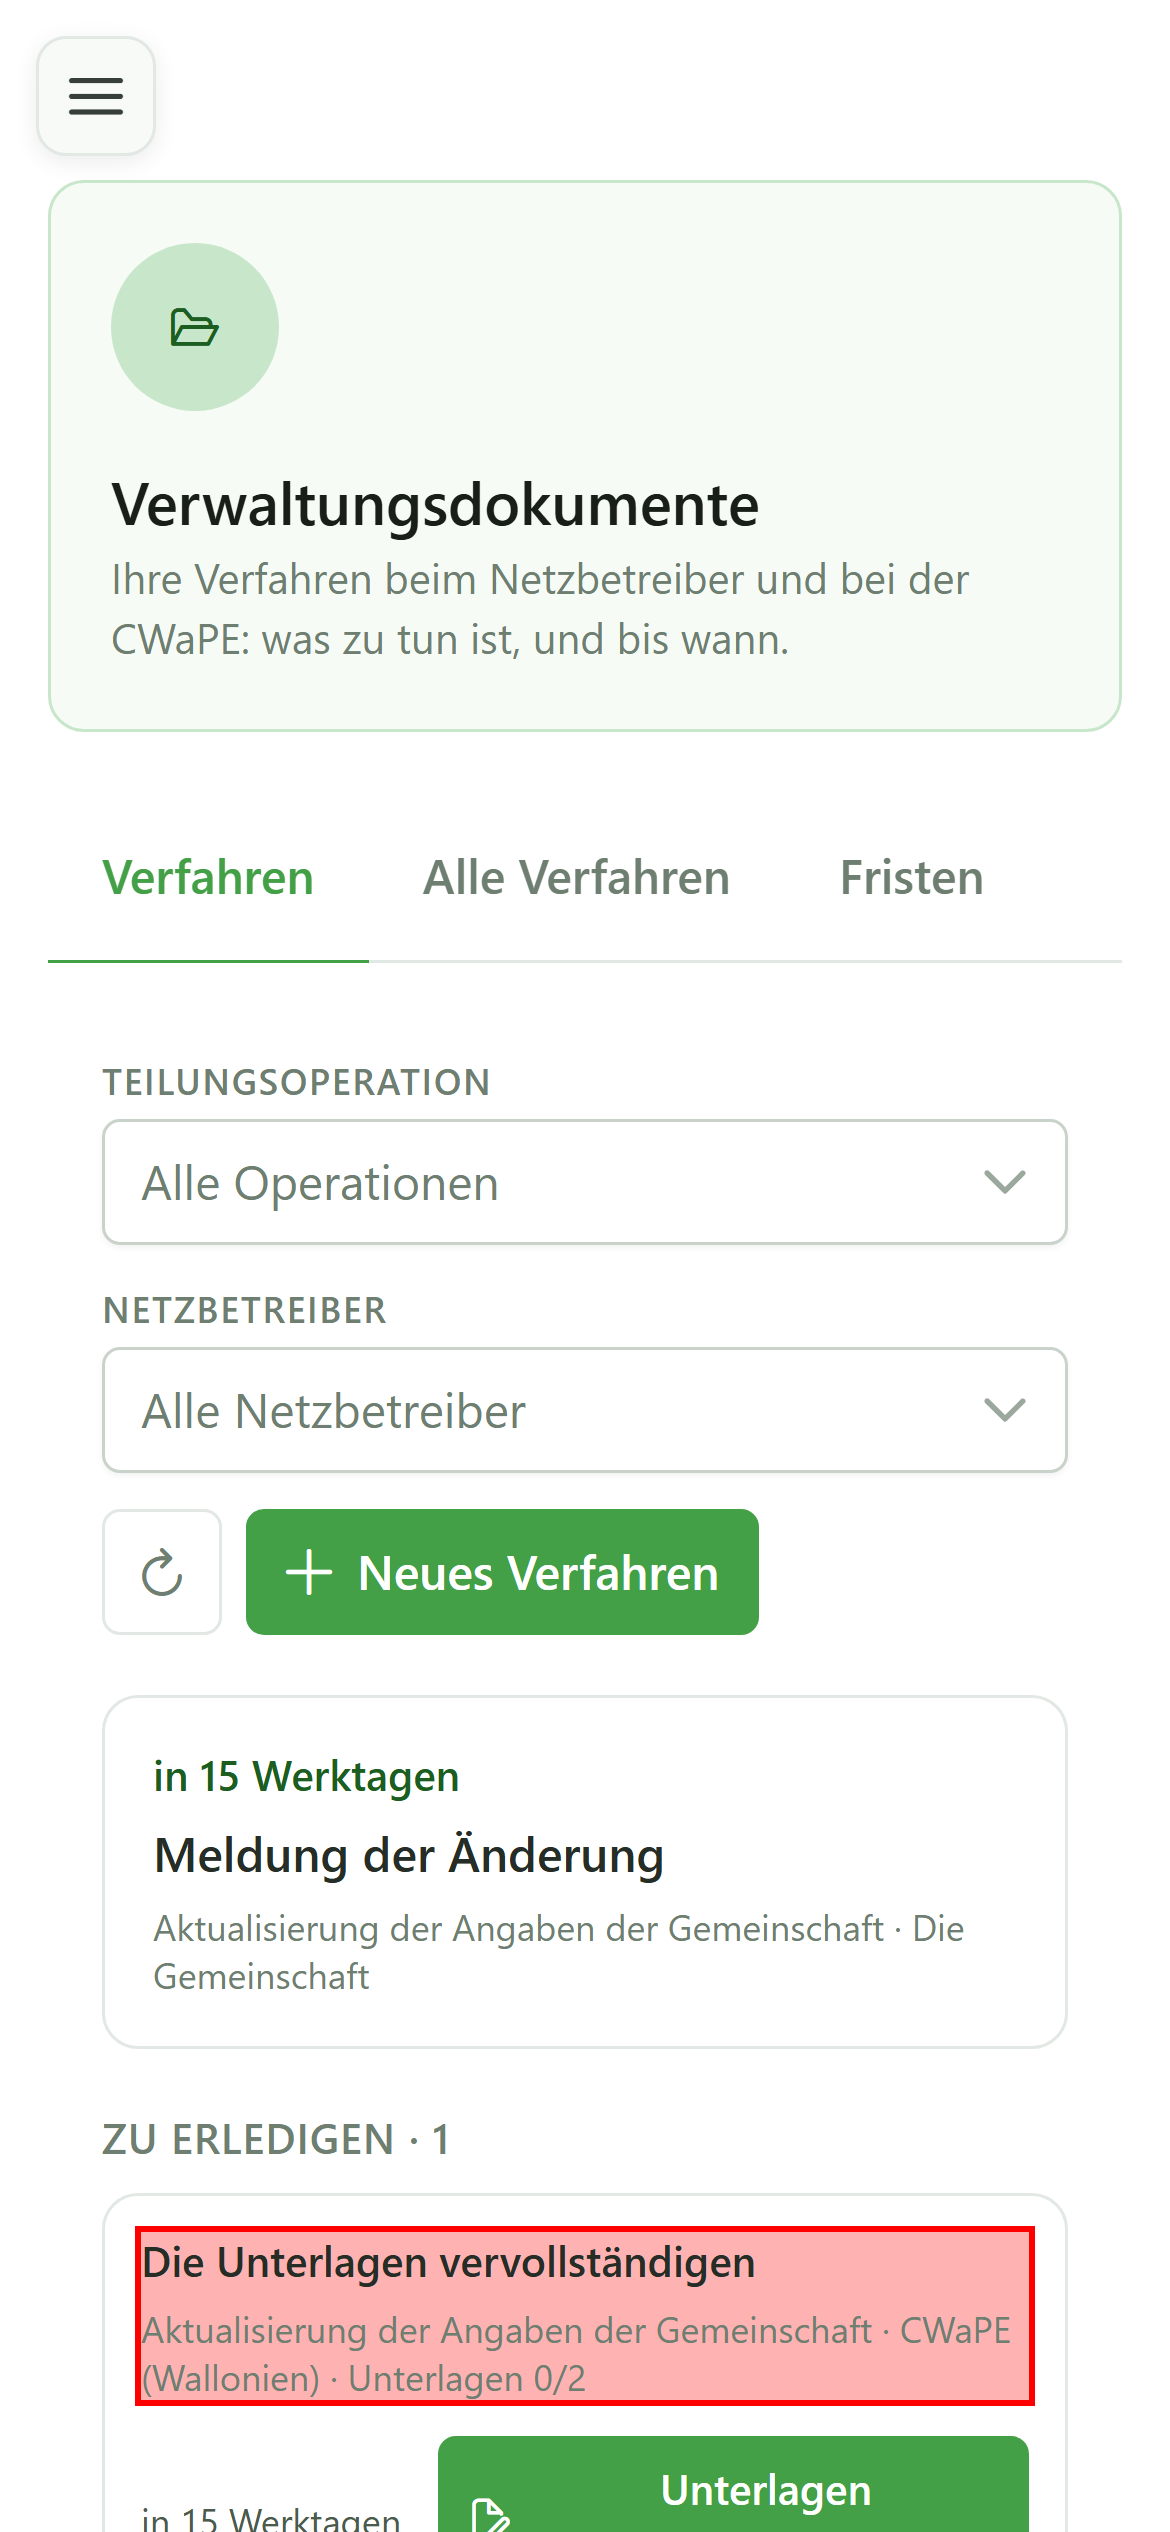 Verwaltungsdokumente
Ihre Verfahren beim Netzbetreiber und bei der
CWaPE: was zu tun ist, und bis wann.
Verfahren
Alle Verfahren
Fristen
TEILUNGSOPERATION
Alle Operationen
NETZBETREIBER
Alle Netzbetreiber
Neues Verfahren
in 15 Werktagen
Meldung der Änderung
Aktualisierung der Angaben der Gemeinschaft · Die
Gemeinschaft
ZU ERLEDIGEN · 1
Die Unterlagen vervollständigen
Aktualisierung der Angaben der Gemeinschaft · CWaPE
(Wallonien) · Unterlagen 0/2
Unterlagen
in 15 Werktagen